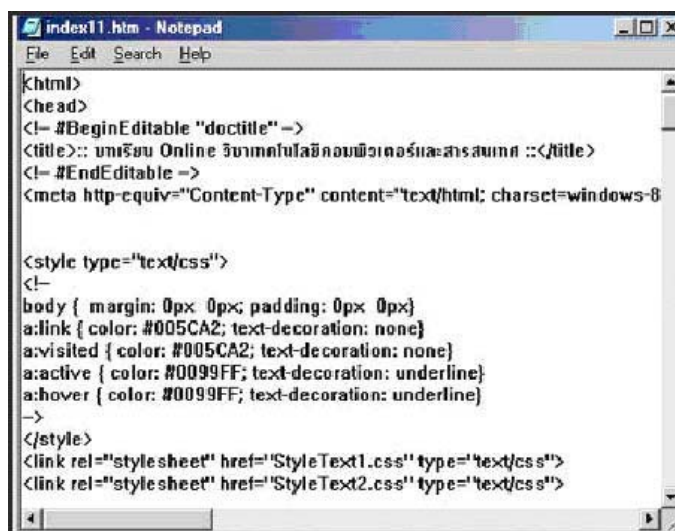 index11.htm - Notepad
File Edit Search Help
<html>
<head>
<!-- #BeginEditable "doctitle" -->
<title>:: บทเรียน Online วิชาเทคโนโลยีคอมพิวเตอร์และสารสนเทศ ::</title>
<!-- #EndEditable -->
<meta http-equiv="Content-Type" content="text/html; charset=windows-8
<style type="text/css">
<!--
body { margin: 0px 0px; padding: 0px 0px}
a:link { color: #005CA2; text-decoration: none}
a:visited { color: #005CA2; text-decoration: none}
a:active { color: #0099FF; text-decoration: underline}
a:hover { color: #0099FF; text-decoration: underline}
-->
</style>
<link rel="stylesheet" href="StyleText1.css" type="text/css">
<link rel="stylesheet" href="StyleText2.css" type="text/css">